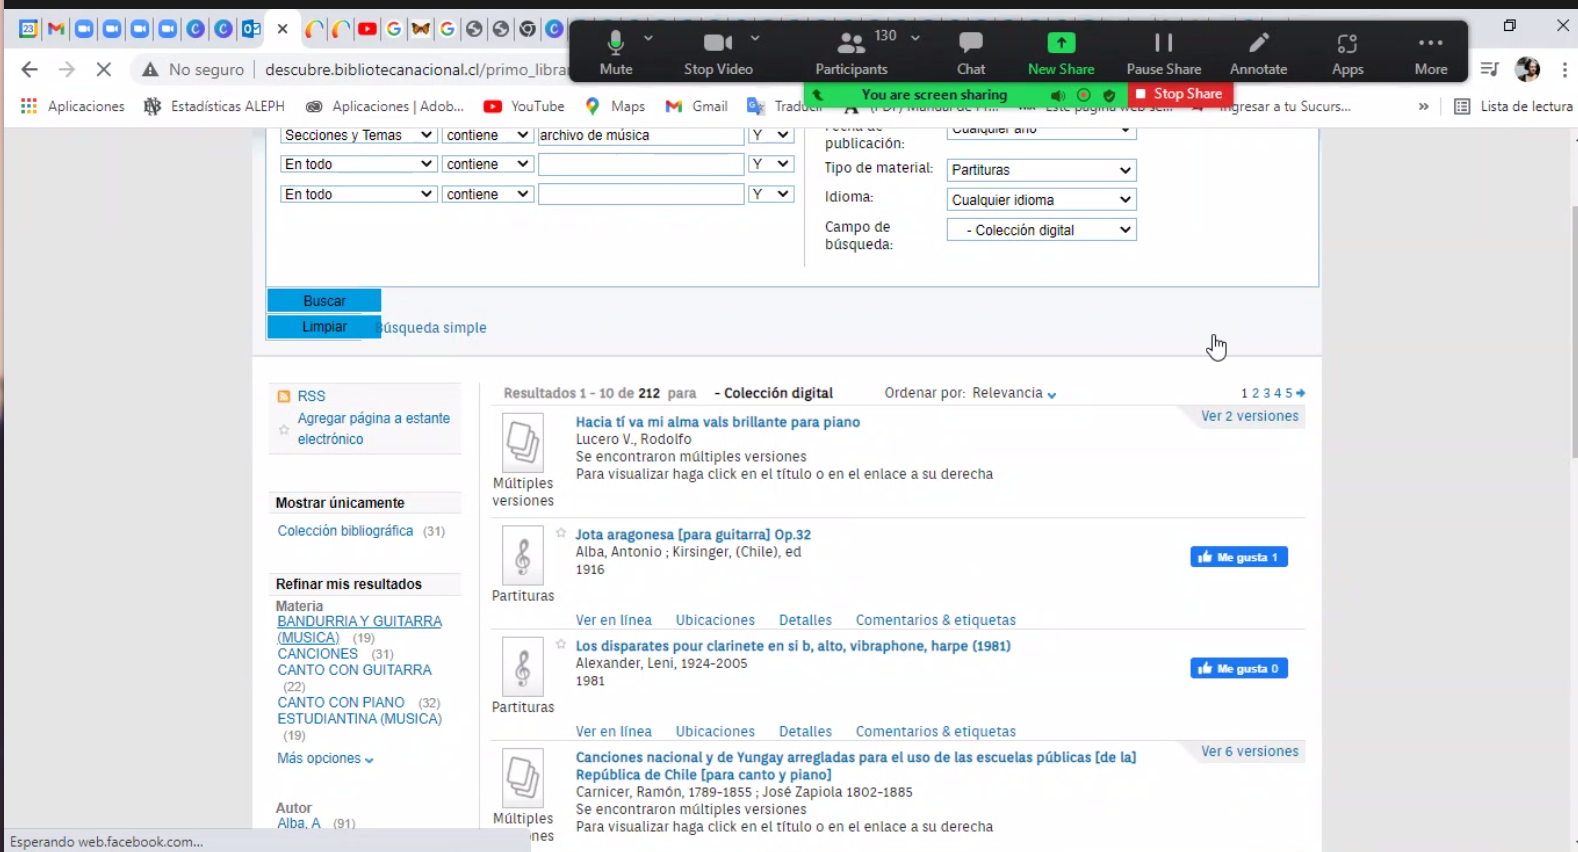 Mute
Stop Video
Participants
130
Chat
New Share
Pause Share
Annotate
Apps
More
You are screen sharing
Stop Share
No seguro
descubre.bibliotecanacional.cl/primo_librar
Aplicaciones
Estadísticas ALEPH
Aplicaciones | Adob...
YouTube
Maps
Gmail
Lista de lectura
Secciones y Temas contiene archivo de música Y
En todo contiene Y
En todo contiene Y
Fecha de publicación: Cualquier año
Tipo de material: Partituras
Idioma: Cualquier idioma
Campo de búsqueda: - Colección digital
Buscar
Limpiar
Búsqueda simple
RSS
Agregar página a estante
electrónico
Mostrar únicamente
Colección bibliográfica (31)
Refinar mis resultados
Materia
BANDURRIA Y GUITARRA
(MUSICA) (19)
CANCIONES (31)
CANTO CON GUITARRA
(22)
CANTO CON PIANO (32)
ESTUDIANTINA (MUSICA)
(19)
Más opciones
Autor
Alba, A (91)
Resultados 1 - 10 de 212 para - Colección digital
Ordenar por: Relevancia
1 2 3 4 5
Hacia tí va mi alma vals brillante para piano
Lucero V., Rodolfo
Se encontraron múltiples versiones
Para visualizar haga click en el título o en el enlace a su derecha
Múltiples
versiones
Ver 2 versiones
Jota aragonesa [para guitarra] Op.32
Alba, Antonio ; Kirsinger, (Chile), ed
1916
Partituras
Me gusta 1
Ver en línea Ubicaciones Detalles Comentarios & etiquetas
Los disparates pour clarinete en si b, alto, vibraphone, harpe (1981)
Alexander, Leni, 1924-2005
1981
Partituras
Me gusta 0
Ver en línea Ubicaciones Detalles Comentarios & etiquetas
Canciones nacional y de Yungay arregladas para el uso de las escuelas públicas [de la]
República de Chile [para canto y piano]
Carnicer, Ramón, 1789-1855 ; José Zapiola 1802-1885
Se encontraron múltiples versiones
Para visualizar haga click en el título o en el enlace a su derecha
Múltiples
Ver 6 versiones
Esperando web.facebook.com...